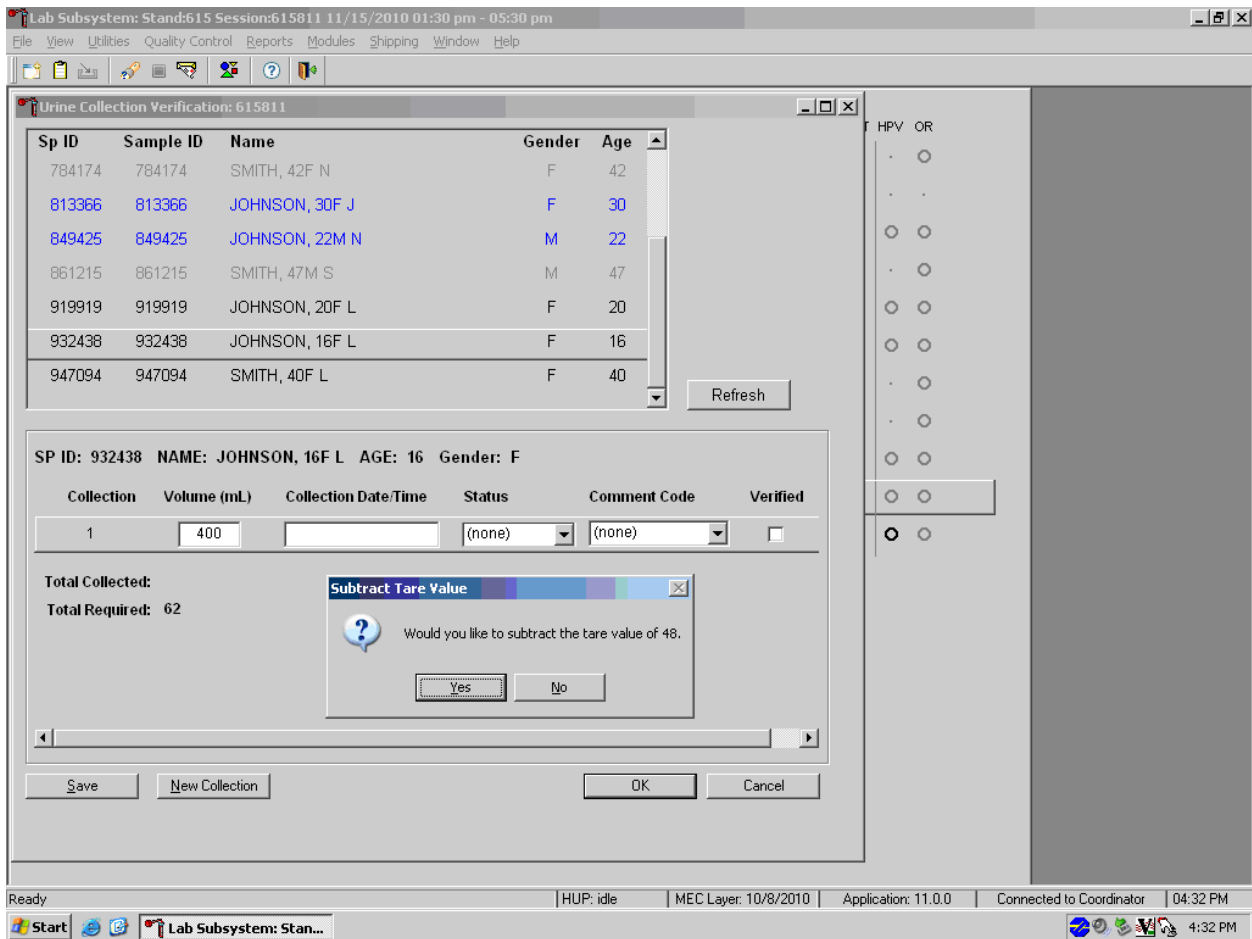 Lab Subsystem: Stand:615 Session:615811 11/15/2010 01:30 pm - 05:30 pm
File View Utilities Quality Control Reports Modules Shipping Window Help
Urine Collection Verification: 615811
HPV OR
Sp ID Sample ID Name Gender Age
784174 784174 SMITH, 42F N F 42
813366 813366 JOHNSON, 30F J F 30
849425 849425 JOHNSON, 22M N M 22
861215 861215 SMITH, 47M S M 47
919919 919919 JOHNSON, 20F L F 20
932438 932438 JOHNSON, 16F L F 16
947094 947094 SMITH, 40F L F 40
Refresh
SP ID: 932438 NAME: JOHNSON, 16F L AGE: 16 Gender: F
Collection Volume (mL) Collection Date/Time Status Comment Code Verified
1 400 (none) (none)
Total Collected:
Total Required: 62
Subtract Tare Value
Would you like to subtract the tare value of 48.
Yes No
Save New Collection OK Cancel
Ready HUP: idle MEC Layer: 10/8/2010 Application: 11.0.0 Connected to Coordinator 04:32 PM
Start Lab Subsystem: Stan... 4:32 PM